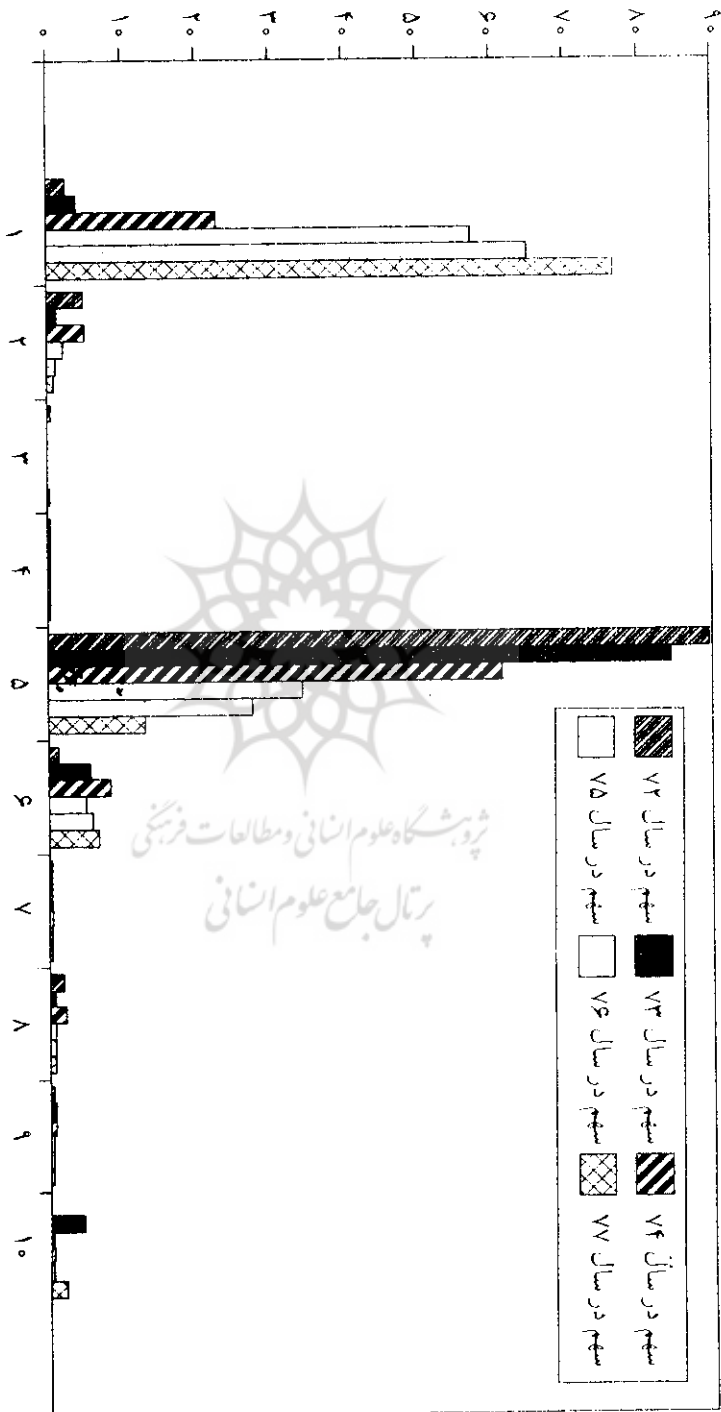 ۹۰
۸۰
۷۰
۶۰
۵۰
۴۰
۳۰
۲۰
۱۰
۰
۱
۲
۳
۴
۵
۶
۷
۸
۹
۱۰
سهم در سال ۷۲
سهم در سال ۷۳
سهم در سال ۷۴
سهم در سال ۷۵
سهم در سال ۷۶
سهم در سال ۷۷
پژوهشگاه علوم انسانی و مطالعات فرهنگی
پرتال جامع علوم انسانی